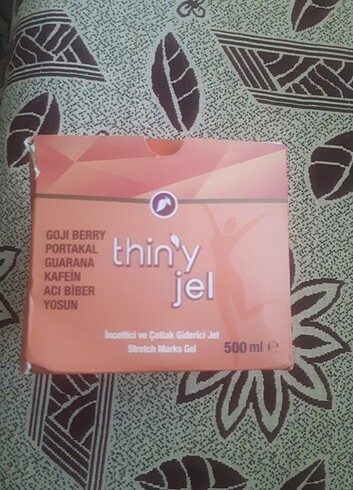 GOJI BERRY
PORTAKAL
GUARANA
KAFEİN
ACI BİBER
YOSUN
thin'y
jel
İnceltici ve Çatlak Giderici Jel
Stretch Marks Gel
500 ml ℮